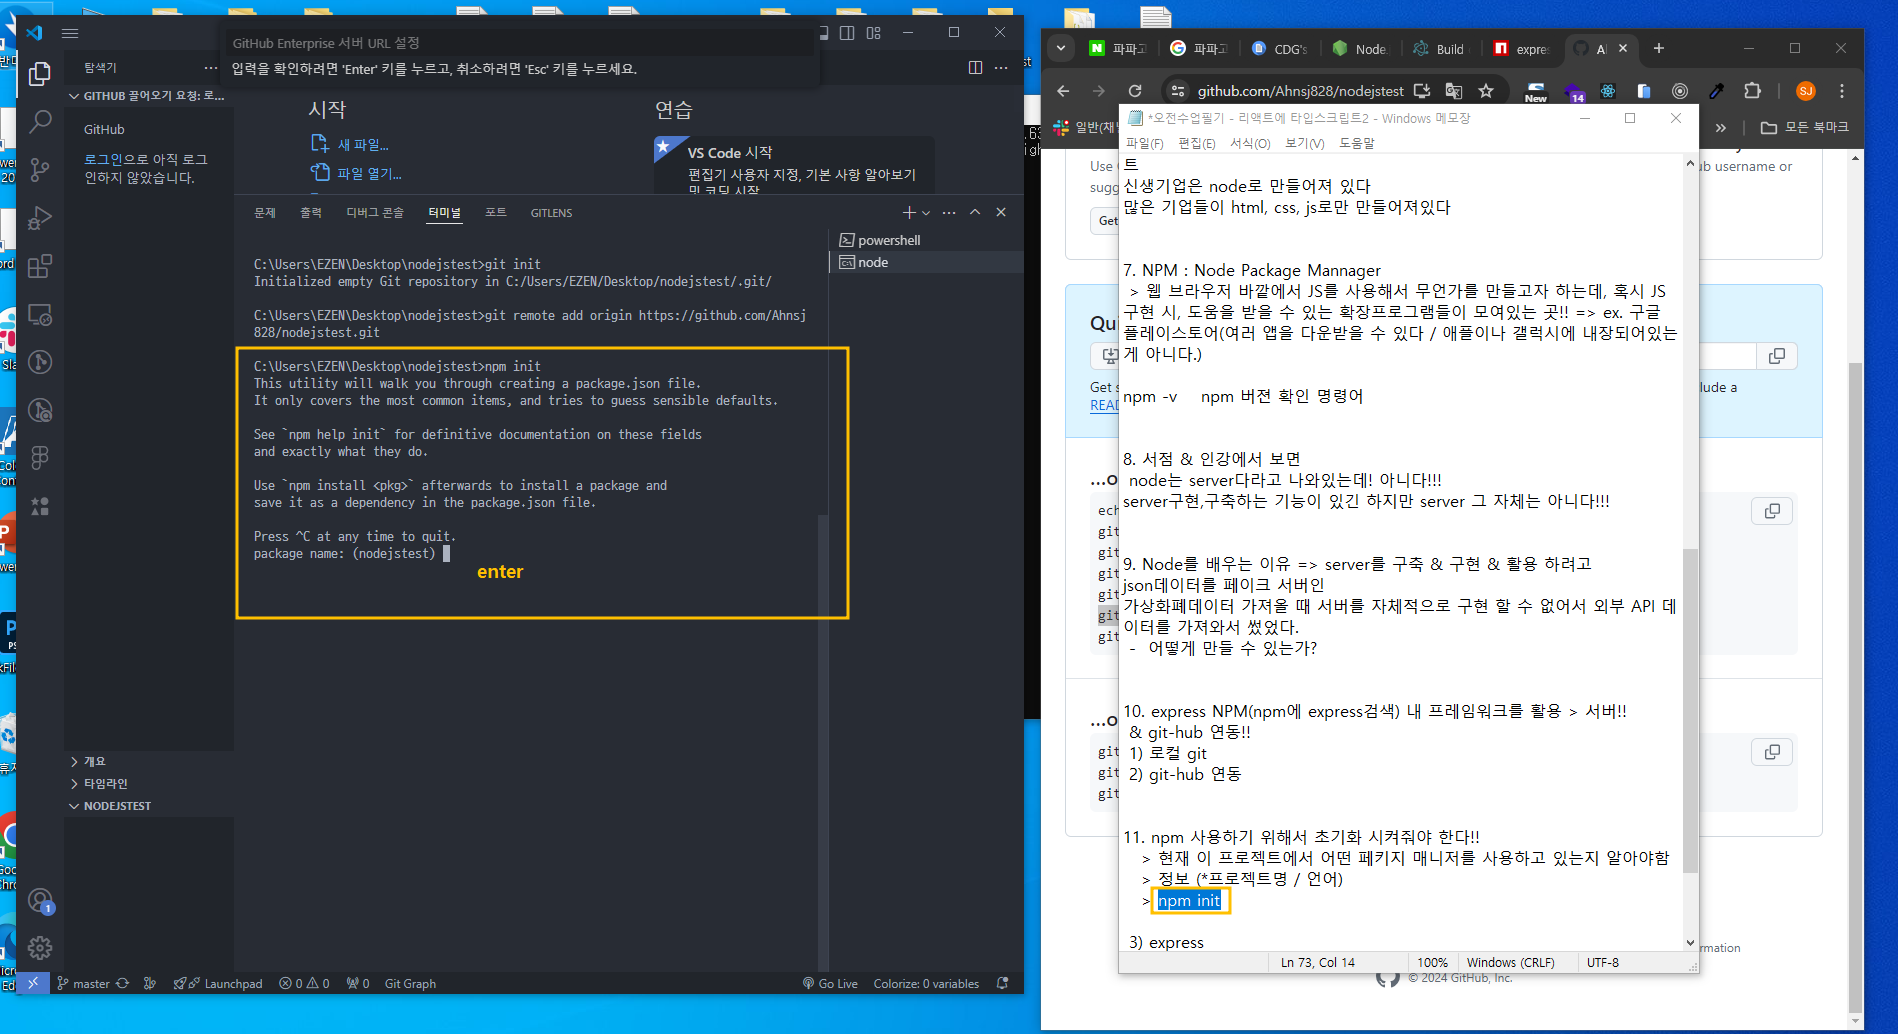 GitHub Enterprise 서버 URL 설정
입력을 확인하려면 'Enter' 키를 누르고, 취소하려면 'Esc' 키를 누르세요.
탐색기
GITHUB 끌어오기 요청: 로...
GitHub
로그인으로 아직 로그
인하지 않았습니다.
개요
타임라인
NODEJSTEST
시작
새 파일...
파일 열기...
연습
VS Code 시작
편집기 사용자 지정, 기본 사항 알아보기
및 코딩 시작
문제 출력 디버그 콘솔 터미널 포트 GITLENS
powershell
node
C:\Users\EZEN\Desktop\nodejstest>git init
Initialized empty Git repository in C:/Users/EZEN/Desktop/nodejstest/.git/
C:\Users\EZEN\Desktop\nodejstest>git remote add origin https://github.com/Ahnsj
828/nodejstest.git
C:\Users\EZEN\Desktop\nodejstest>npm init
This utility will walk you through creating a package.json file.
It only covers the most common items, and tries to guess sensible defaults.
See `npm help init` for definitive documentation on these fields
and exactly what they do.
Use `npm install <pkg>` afterwards to install a package and
save it as a dependency in the package.json file.
Press ^C at any time to quit.
package name: (nodejstest)
enter
1
master Launchpad 0 0 0 Git Graph Go Live Colorize: 0 variables
파파고 파파고 CDG's Node. Build expres
github.com/Ahnsj828/nodejstest
New 14 SJ
모든 북마크
*오전수업필기 - 리액트에 타입스크립트2 - Windows 메모장
파일(F) 편집(E) 서식(O) 보기(V) 도움말
트
신생기업은 node로 만들어져 있다
많은 기업들이 html, css, js로만 만들어져있다
7. NPM : Node Package Mannager
> 웹 브라우저 바깥에서 JS를 사용해서 무언가를 만들고자 하는데, 혹시 JS
구현 시, 도움을 받을 수 있는 확장프로그램들이 모여있는 곳!! => ex. 구글
플레이스토어(여러 앱을 다운받을 수 있다 / 애플이나 갤럭시에 내장되어있는
게 아니다.)
npm -v npm 버젼 확인 명령어
8. 서점 & 인강에서 보면
node는 server다라고 나와있는데! 아니다!!!
server구현,구축하는 기능이 있긴 하지만 server 그 자체는 아니다!!!
9. Node를 배우는 이유 => server를 구축 & 구현 & 활용 하려고
json데이터를 페이크 서버인
가상화폐데이터 가져올 때 서버를 자체적으로 구현 할 수 없어서 외부 API 데
이터를 가져와서 썼었다.
- 어떻게 만들 수 있는가?
10. express NPM(npm에 express검색) 내 프레임워크를 활용 > 서버!!
& git-hub 연동!!
1) 로컬 git
2) git-hub 연동
11. npm 사용하기 위해서 초기화 시켜줘야 한다!!
> 현재 이 프로젝트에서 어떤 페키지 매니저를 사용하고 있는지 알아야함
> 정보 (*프로젝트명 / 언어)
> npm init
3) express
Ln 73, Col 14 100% Windows (CRLF) UTF-8
Use
sugg
ub username or
Get
Qui
Get s
lude a
READ
...o
ech
git
git
git
git
git
git
...o
git
git
git
© 2024 GitHub, Inc.